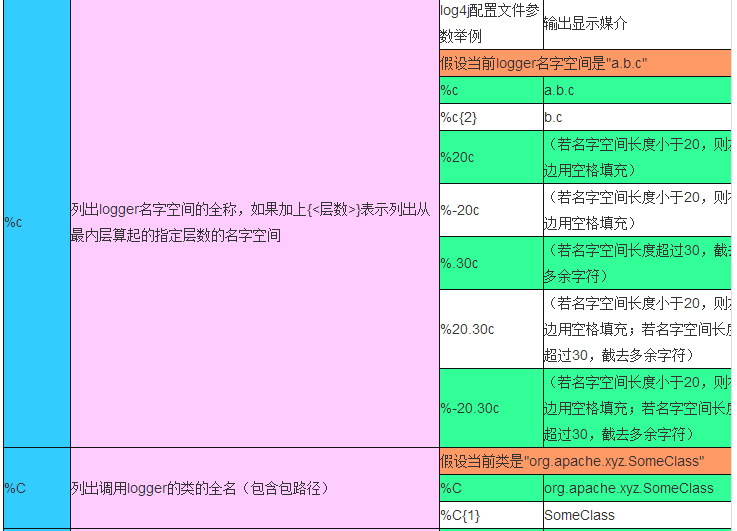 log4j配置文件参
数举例
输出显示媒介
假设当前logger名字空间是"a.b.c"
%c
列出logger名字空间的全称，如果加上{<层数>}表示列出从
最内层算起的指定层数的名字空间
%c
a.b.c
%c{2}
b.c
%20c
（若名字空间长度小于20，则左
边用空格填充）
%-20c
（若名字空间长度小于20，则右
边用空格填充）
%.30c
（若名字空间长度超过30，截去
多余字符）
%20.30c
（若名字空间长度小于20，则左
边用空格填充；若名字空间长度
超过30，截去多余字符）
%-20.30c
（若名字空间长度小于20，则右
边用空格填充；若名字空间长度
超过30，截去多余字符）
%C
列出调用logger的类的全名（包含包路径）
假设当前类是"org.apache.xyz.SomeClass"
%C
org.apache.xyz.SomeClass
%C{1}
SomeClass